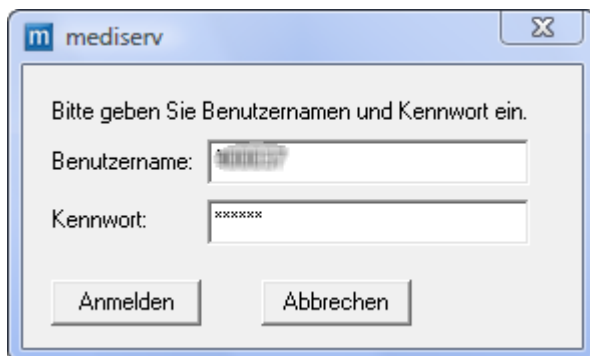 m mediserv
Bitte geben Sie Benutzernamen und Kennwort ein.
Benutzername:
Kennwort: ******
Anmelden Abbrechen